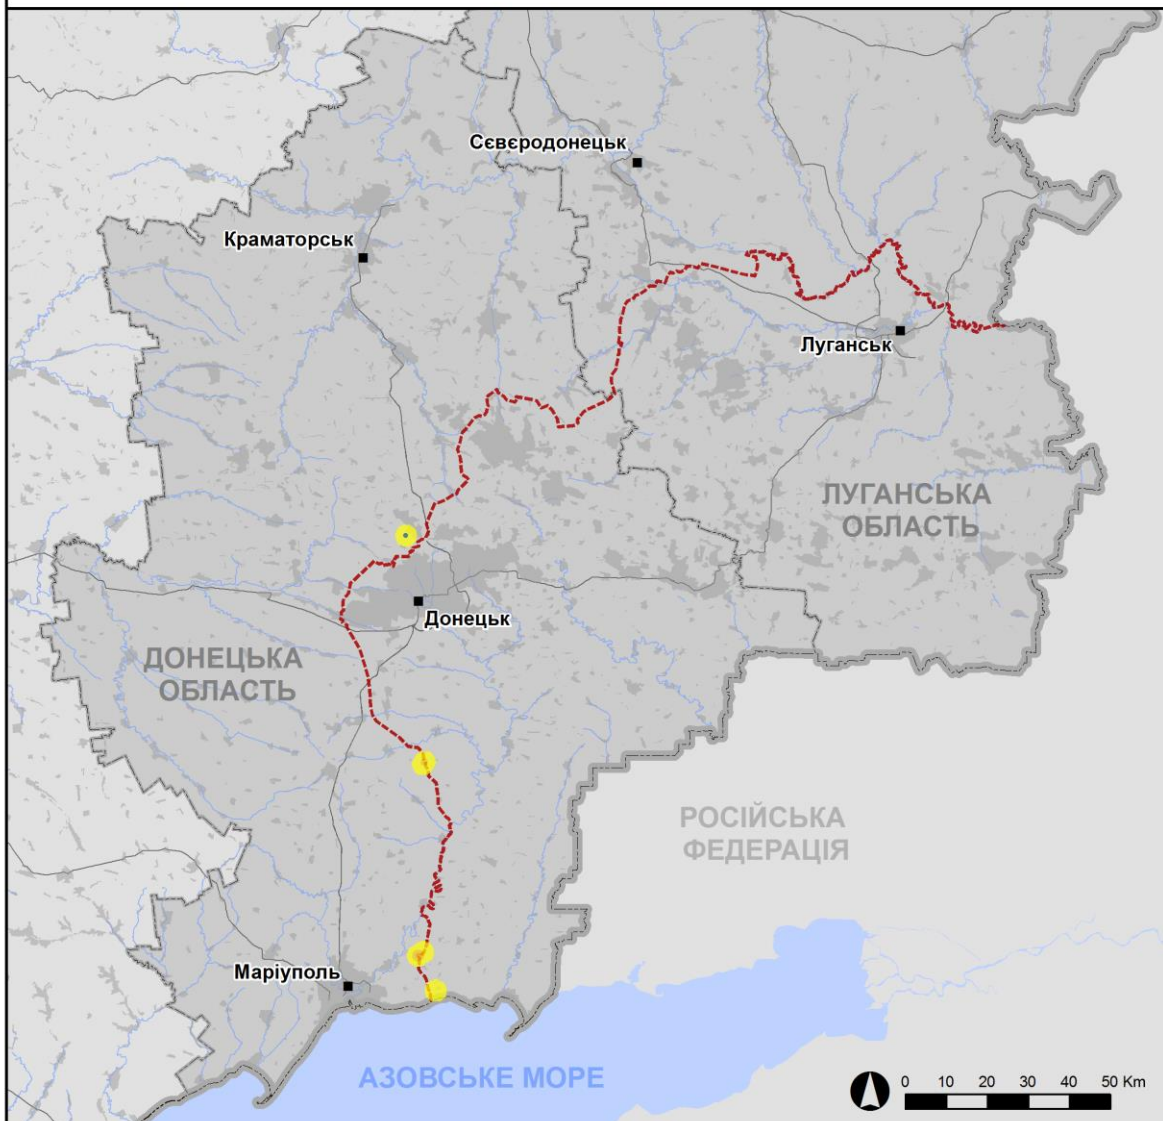 Сєвєродонецьк
Краматорськ
Луганськ
ЛУГАНСЬКА
ОБЛАСТЬ
Донецьк
ДОНЕЦЬКА
ОБЛАСТЬ
РОСІЙСЬКА
ФЕДЕРАЦІЯ
Маріуполь
АЗОВСЬКЕ МОРЕ
0 10 20 30 40 50 Km